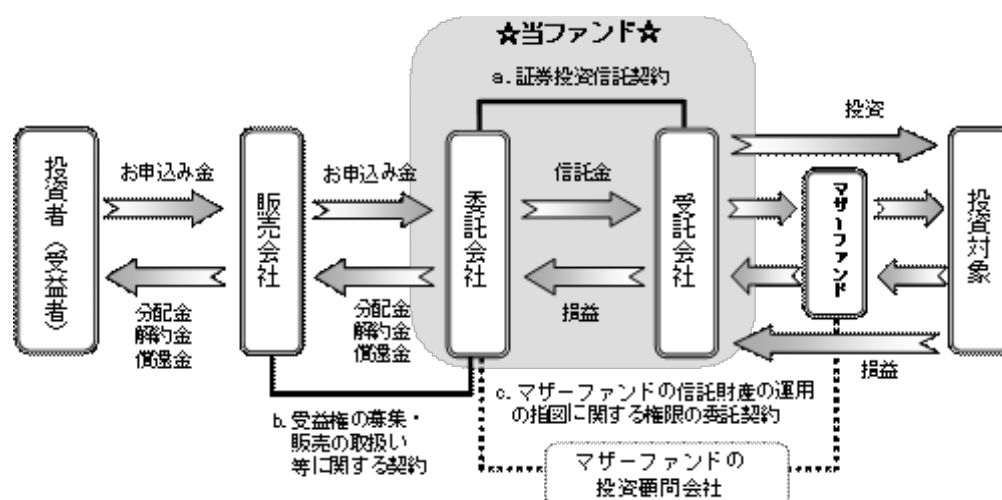 ★当ファンド★
a.証券投資信託契約
投資者（受益者）
お申込み金
分配金
解約金
償還金
販売会社
お申込み金
分配金
解約金
償還金
委託会社
信託金
損益
受託会社
投資
マザーファンド
投資対象
損益
b.受益権の募集・
販売の取扱い
等に関する契約
c.マザーファンドの信託財産の運用
の指図に関する権限の委託契約
マザーファンドの
投資顧問会社